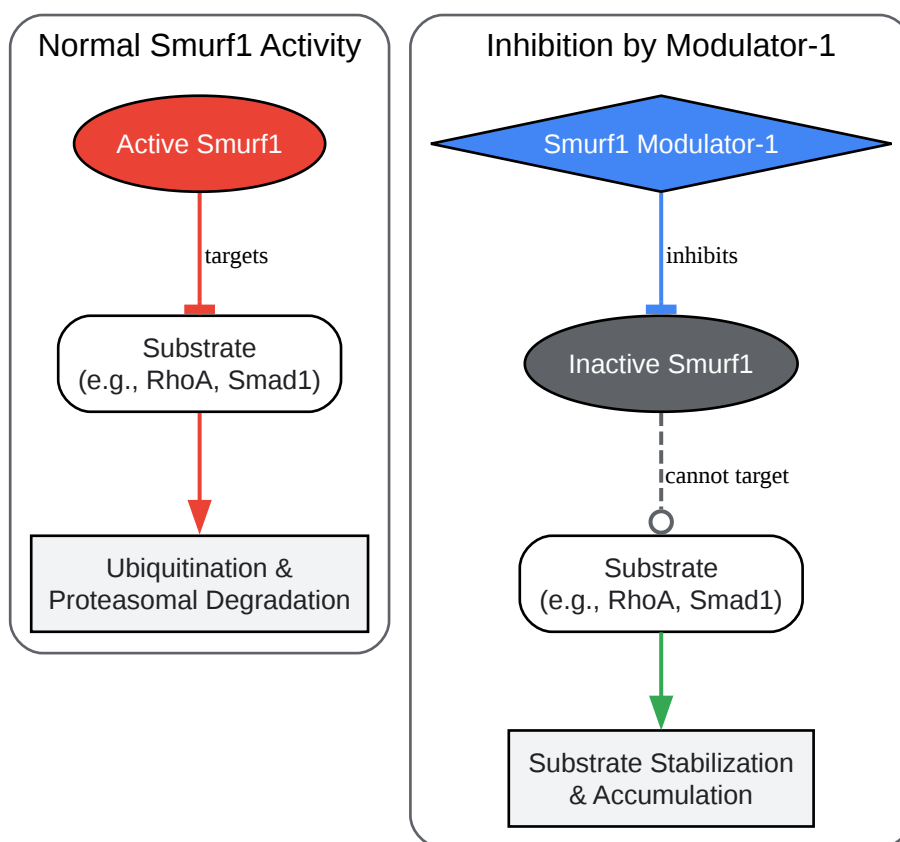 Normal Smurf1 Activity
Active Smurf1
targets
Substrate
(e.g., RhoA, Smad1)
Ubiquitination &
Proteasomal Degradation
Inhibition by Modulator-1
Smurf1 Modulator-1
inhibits
Inactive Smurf1
cannot target
Substrate
(e.g., RhoA, Smad1)
Substrate Stabilization
& Accumulation